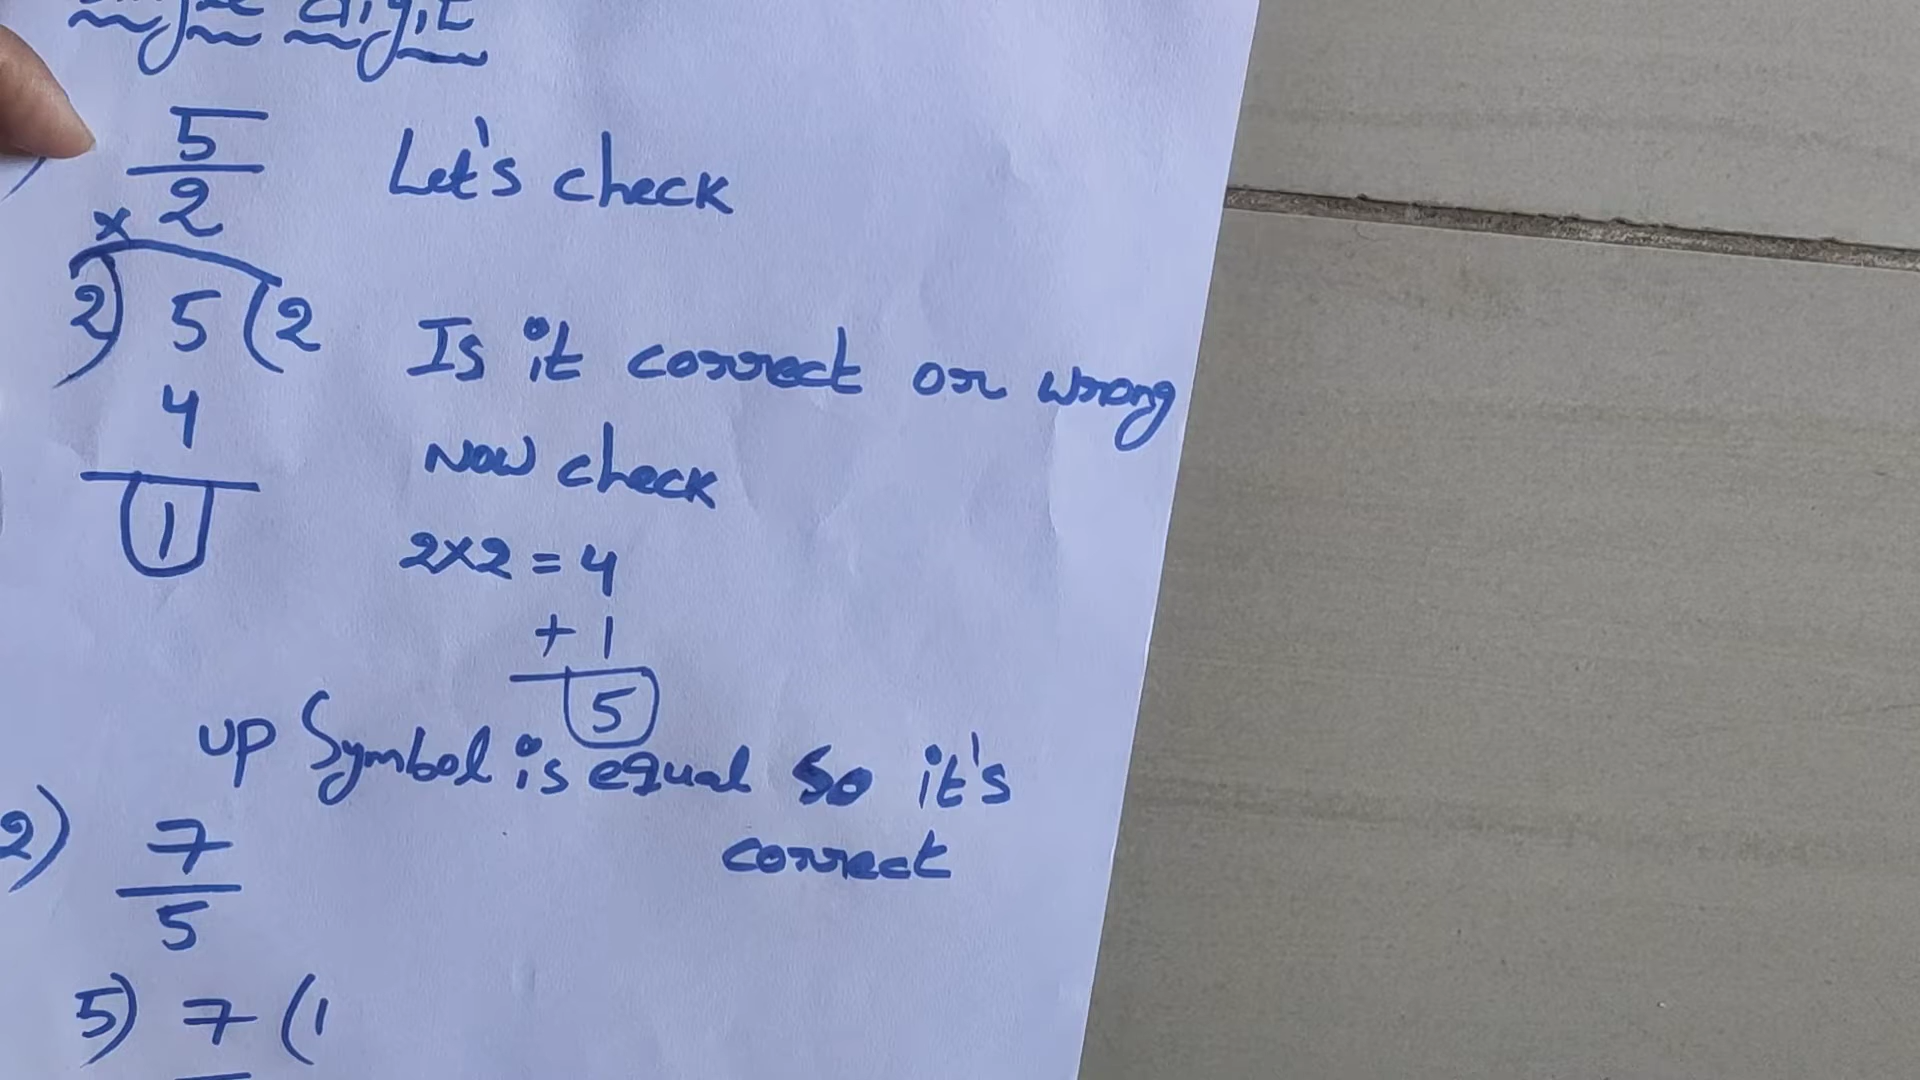 digit
5
2
Let's check
×
2) 5 (2
4
1
Is it correct or wrong
Now check
2×2 = 4
+ 1
5
up Symbol is equal so it's
correct
2) 7
5
5) 7 (1